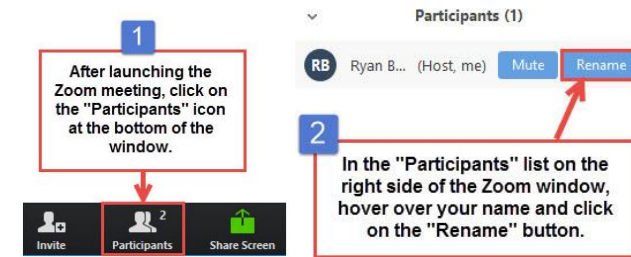 1
After launching the
Zoom meeting, click on
the "Participants" icon
at the bottom of the
window.
2
Invite
Participants
Share Screen
Participants (1)
RB Ryan B... (Host, me) Mute Rename
2
In the "Participants" list on the
right side of the Zoom window,
hover over your name and click
on the "Rename" button.